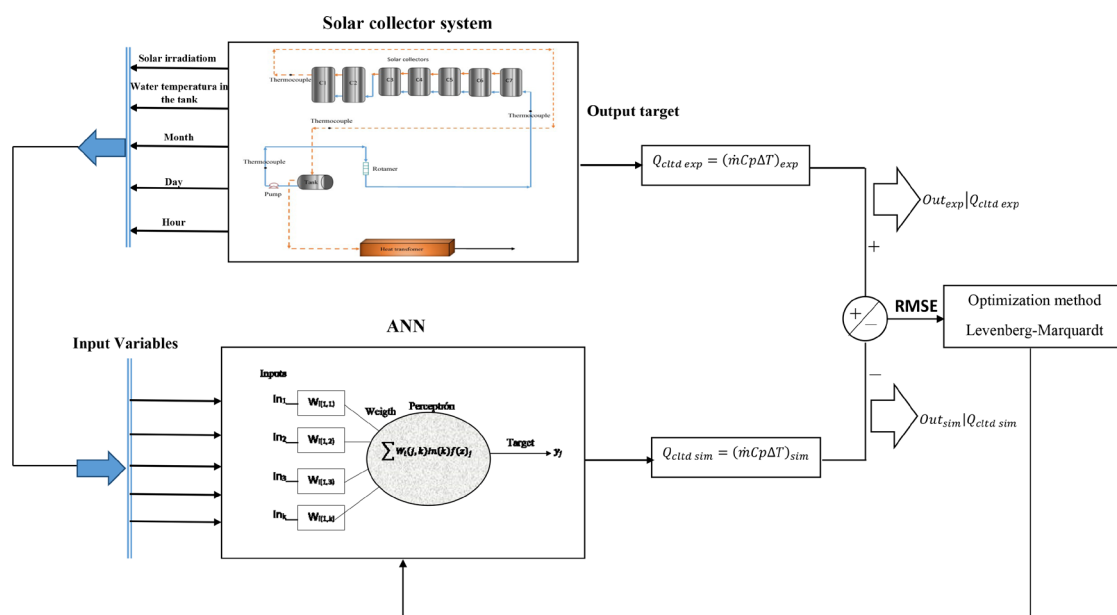 Solar collector system
Solar irradiatiom
Water temperatura in
the tank
Month
Day
Hour
Solar collectors
Thermocouple
C1
C2
C3
C4
C5
C6
C7
Thermocouple
Thermocouple
Thermocouple
Rotamer
Pump
Tank
Heat transfomer
Output target
Q_{cltd exp} = (ṁCpΔT)_{exp}
Out_{exp}|Q_{cltd exp}
+
+
−
RMSE
Optimization method
Levenberg-Marquardt
−
Out_{sim}|Q_{cltd sim}
Q_{cltd sim} = (ṁCpΔT)_{sim}
Input Variables
ANN
Inputs
In₁
W_{i(1,1)}
In₂
W_{i(1,2)}
In₃
W_{i(1,3)}
In_k
W_{i(1,k)}
Weigth
Perceptrón
∑ W_i(j,k)In(k)f(z)_j
Target
y_j